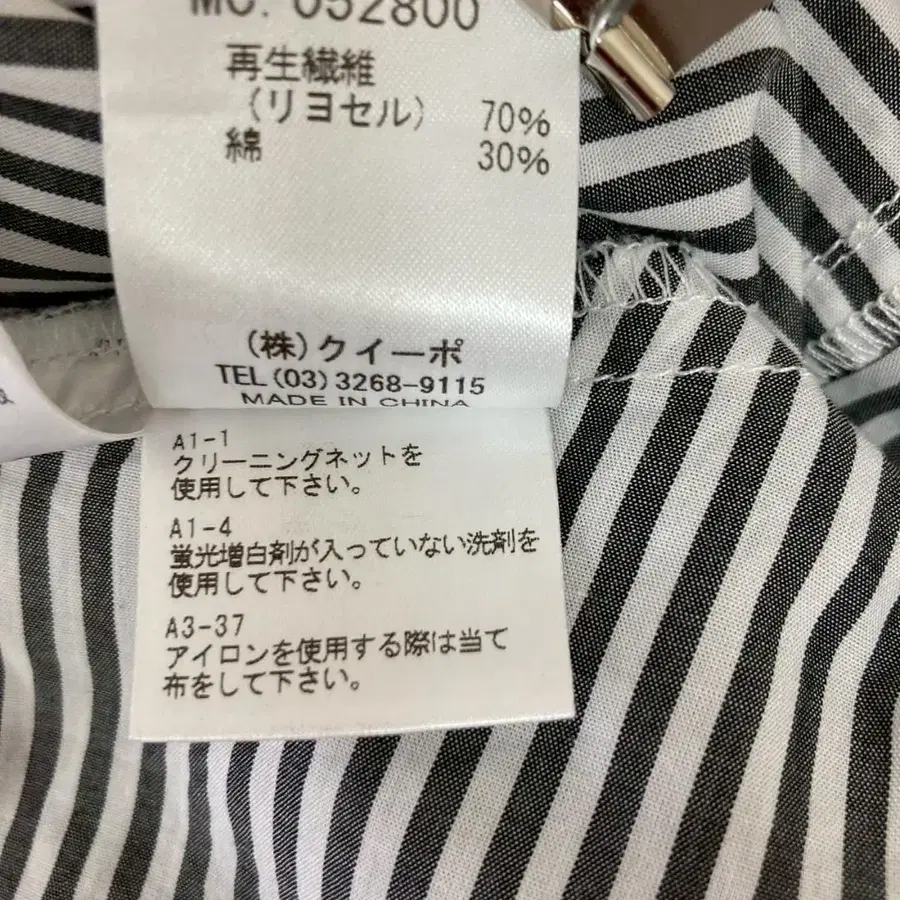 MC. 052800
再生繊維
(リヨセル) 70%
綿 30%
(株)クイーポ
TEL(03)3268-9115
MADE IN CHINA
A1-1
クリーニングネットを
使用して下さい。
A1-4
蛍光増白剤が入っていない洗剤を
使用して下さい。
A3-37
アイロンを使用する際は当て
布をして下さい。